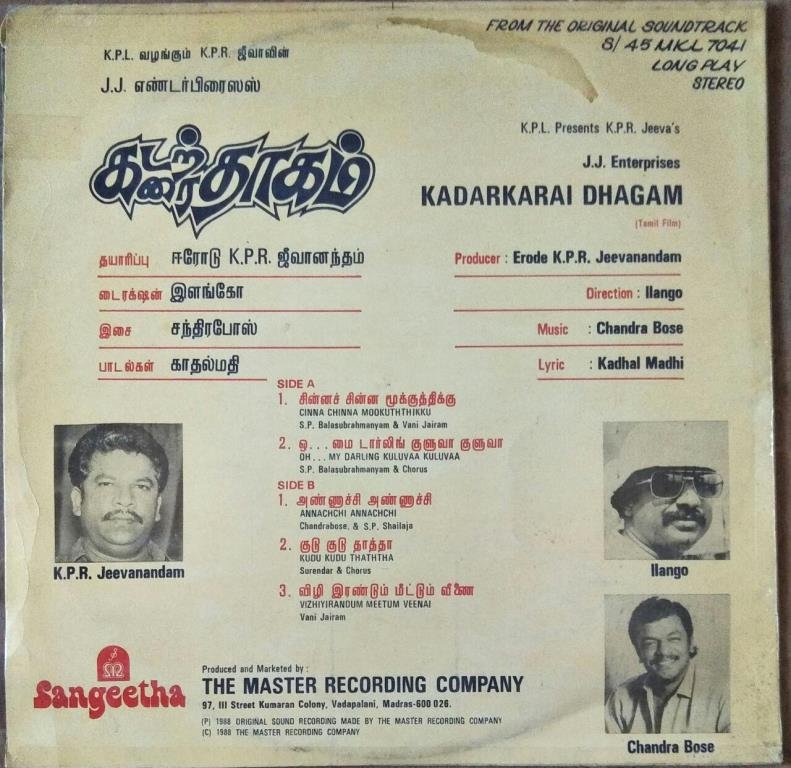 FROM THE ORIGINAL SOUNDTRACK
S/ 45 MKL 7041
LONG PLAY
STEREO
K.P.L. வழங்கும் K.P.R. ஜீவாவின்
J.J. எண்டர்பிரைஸஸ்
கடற்கரை தாகம்
K.P.L. Presents K.P.R. Jeeva's
J.J. Enterprises
KADARKARAI DHAGAM
(Tamil Film)
தயாரிப்பு ஈரோடு K.P.R. ஜீவானந்தம்
டைரக்ஷன் இளங்கோ
இசை சந்திரபோஸ்
பாடல்கள் காதல்மதி
Producer : Erode K.P.R. Jeevanandam
Direction : Ilango
Music : Chandra Bose
Lyric : Kadhal Madhi
SIDE A
1. சின்னச் சின்ன மூக்குத்திக்கு
CINNA CHINNA MOOKUTHTHIKKU
S.P. Balasubrahmanyam & Vani Jairam
2. ஒ... மை டார்லிங் குளுவா குளுவா
OH... MY DARLING KULUVAA KULUVAA
S.P. Balasubrahmanyam & Chorus
SIDE B
1. அண்ணாச்சி அண்ணாச்சி
ANNACHCHI ANNACHCHI
Chandrabose, & S.P. Shailaja
2. குடு குடு தாத்தா
KUDU KUDU THATHTHA
Surendar & Chorus
3. விழி இரண்டும் மீட்டும் வீணை
VIZHIYIRANDUM MEETUM VEENAI
Vani Jairam
K.P.R. Jeevanandam
Ilango
Chandra Bose
Sangeetha
Produced and Marketed by :
THE MASTER RECORDING COMPANY
97, III Street Kumaran Colony, Vadapalani, Madras-600 026.
(P) 1988 ORIGINAL SOUND RECORDING MADE BY THE MASTER RECORDING COMPANY
(C) 1988 THE MASTER RECORDING COMPANY